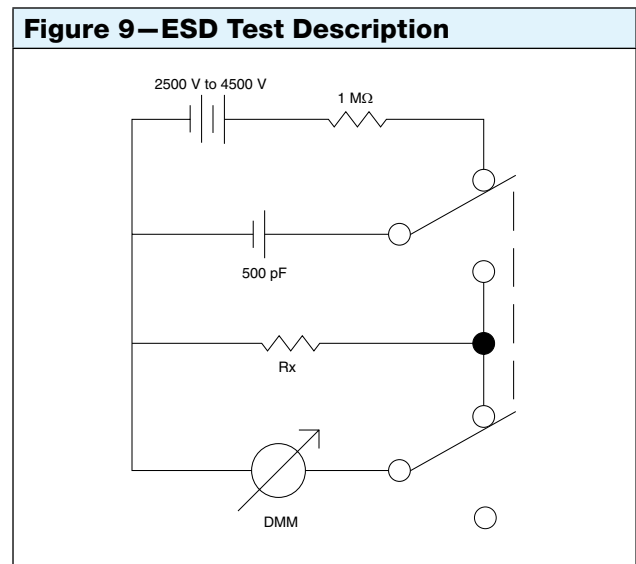 Figure 9—ESD Test Description
2500 V to 4500 V
1 MΩ
500 pF
Rx
DMM